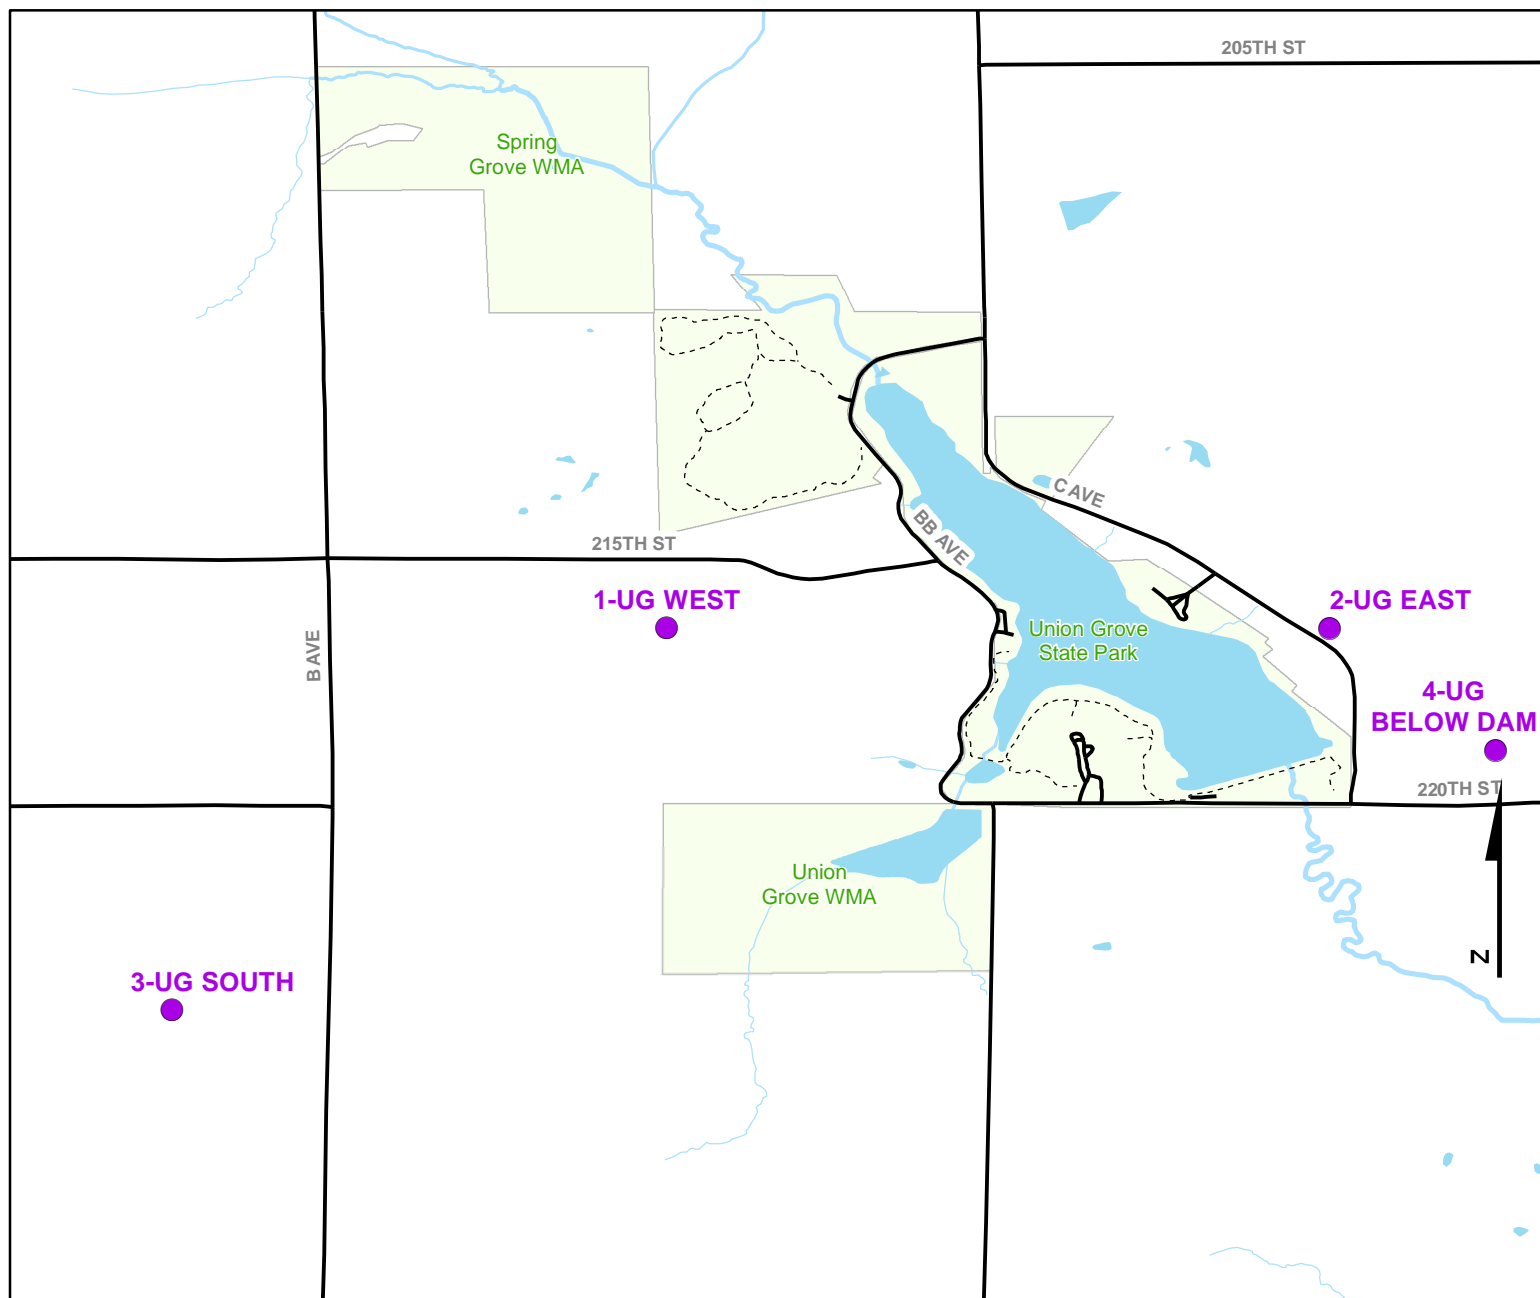 205TH ST
Spring
Grove WMA
C AVE
BB AVE
215TH ST
1-UG WEST
2-UG EAST
Union Grove
State Park
B AVE
4-UG
BELOW DAM
220TH ST
Union
Grove WMA
N
3-UG SOUTH